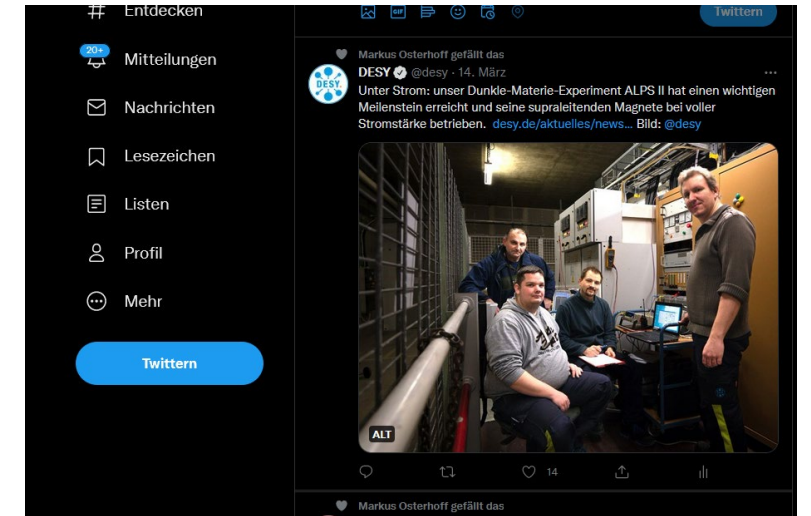 Entdecken
20+
Mitteilungen
Nachrichten
Lesezeichen
Listen
Profil
Mehr
Twittern
GIF
Twittern
Markus Osterhoff gefällt das
DESY.
DESY @desy · 14. März
Unter Strom: unser Dunkle-Materie-Experiment ALPS II hat einen wichtigen
Meilenstein erreicht und seine supraleitenden Magnete bei voller
Stromstärke betrieben. desy.de/aktuelles/news... Bild: @desy
ALT
14
Markus Osterhoff gefällt das